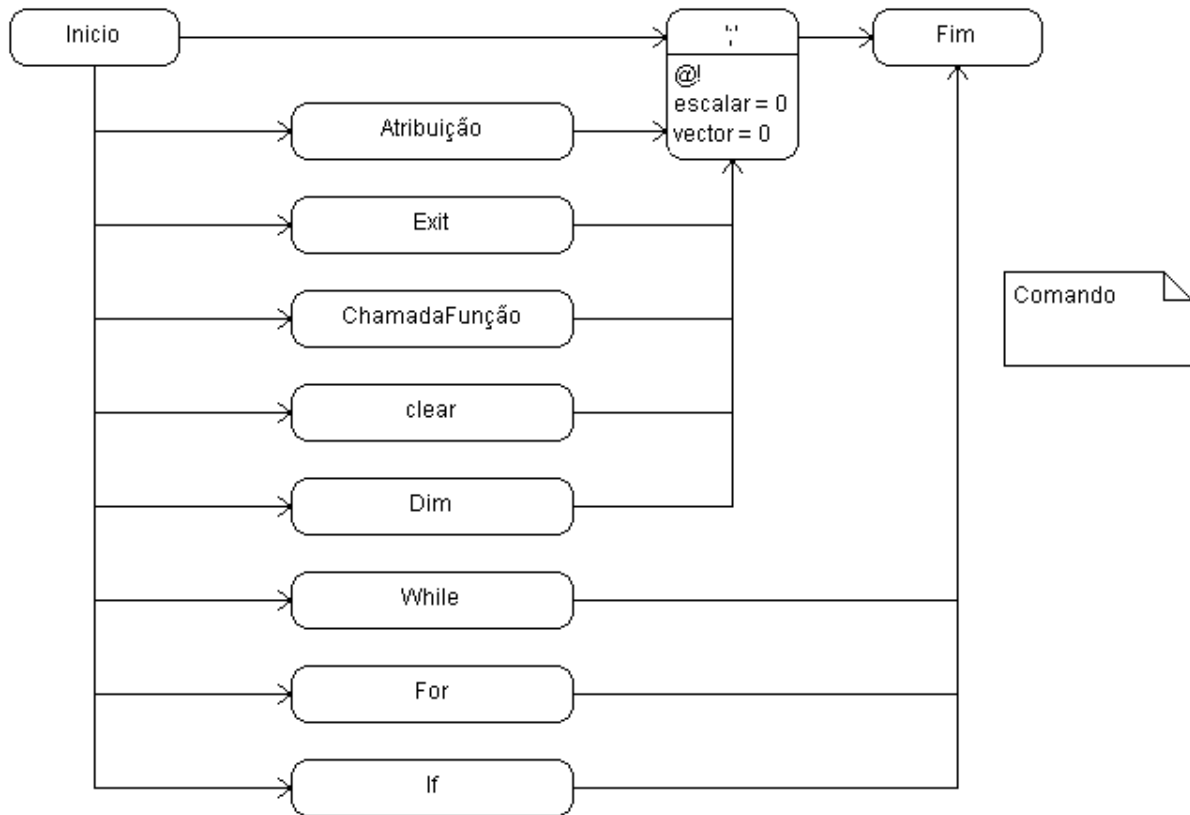 Inicio
';'
Fim
@!
escalar = 0
vector = 0
Atribuição
Exit
Comando
ChamadaFunção
clear
Dim
While
For
If